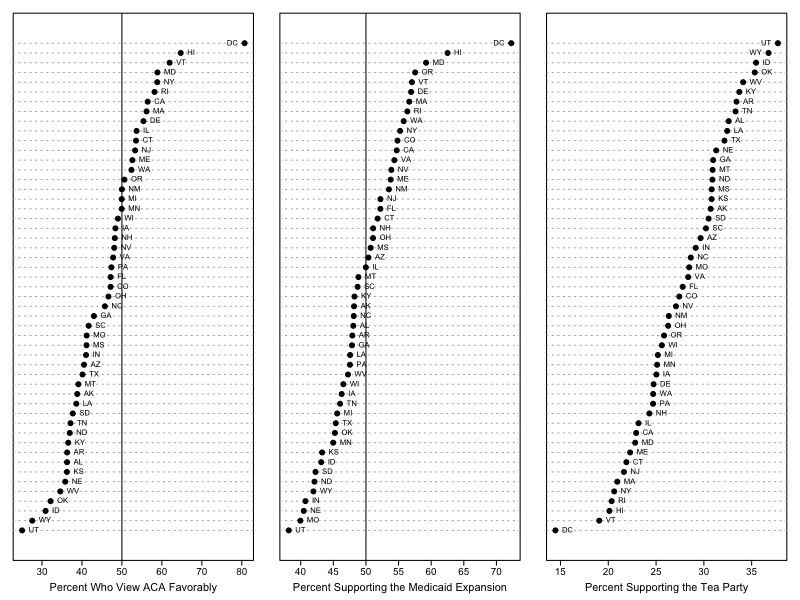 DC
HI
VT
MD
NY
RI
CA
MA
DE
IL
CT
NJ
ME
WA
OR
NM
MI
MN
WI
IA
NH
NV
VA
PA
FL
CO
OH
NC
GA
SC
MO
MS
IN
AZ
TX
MT
AK
LA
SD
TN
ND
KY
AR
AL
KS
NE
WV
OK
ID
WY
UT
30 40 50 60 70 80
Percent Who View ACA Favorably
DC
HI
MD
OR
VT
DE
MA
RI
WA
NY
CO
CA
VA
NV
ME
NM
NJ
FL
CT
NH
OH
MS
AZ
IL
MT
SC
KY
AK
NC
AL
AR
GA
LA
PA
WV
WI
IA
TN
MI
TX
OK
MN
KS
ID
SD
ND
WY
IN
NE
MO
UT
40 45 50 55 60 65 70
Percent Supporting the Medicaid Expansion
UT
WY
ID
OK
WV
KY
AR
TN
AL
LA
TX
NE
GA
MT
ND
MS
KS
AK
SD
SC
AZ
IN
NC
MO
VA
FL
CO
NV
NM
OH
OR
WI
MI
MN
IA
DE
WA
PA
NH
IL
CA
MD
ME
CT
NJ
MA
NY
RI
HI
VT
DC
15 20 25 30 35
Percent Supporting the Tea Party